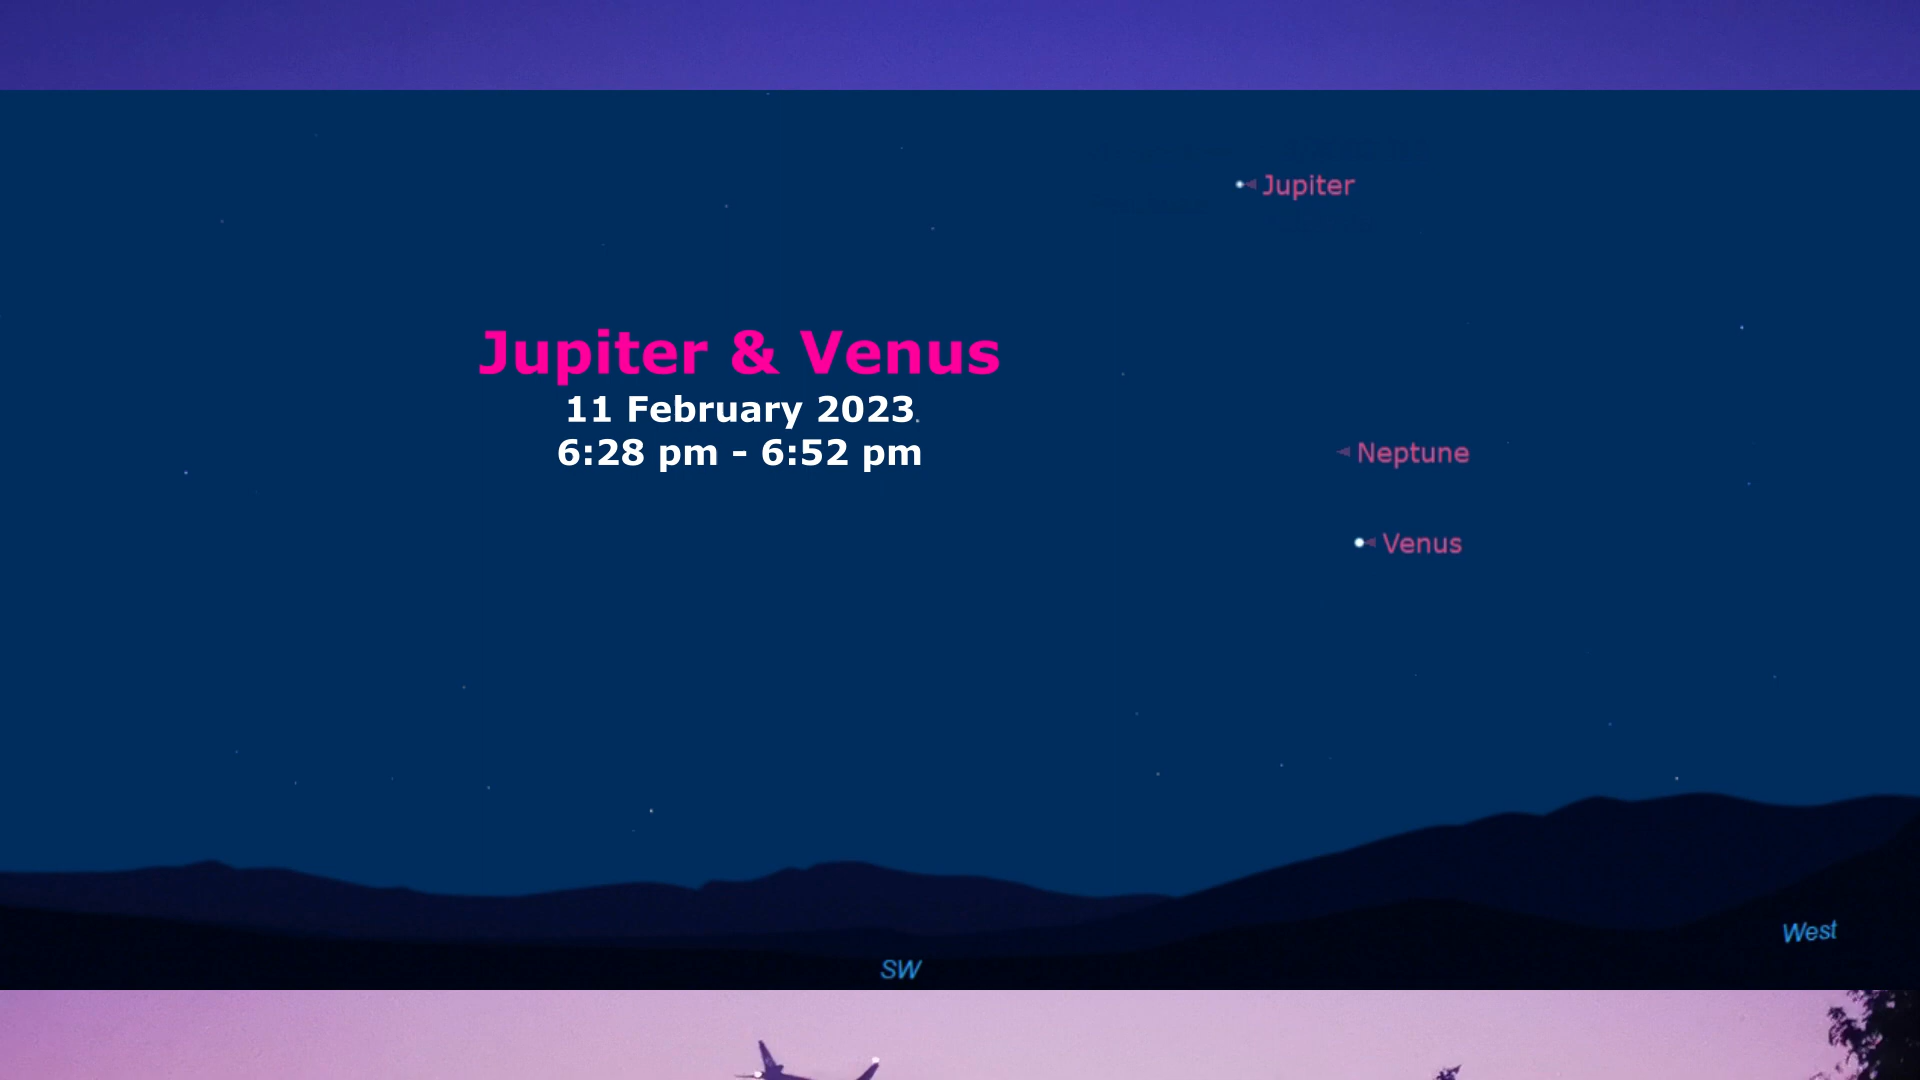 Jupiter
Jupiter & Venus
11 February 2023
6:28 pm - 6:52 pm
Neptune
Venus
West
SW